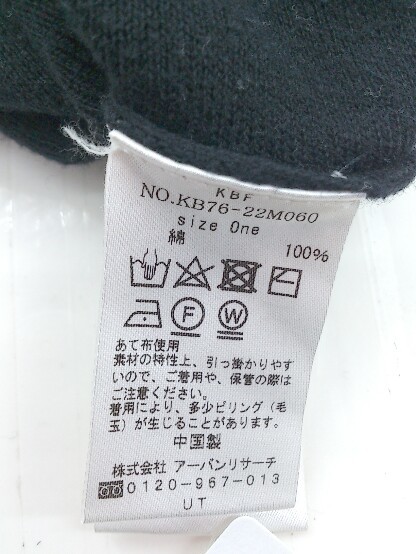 KBF
NO.KB76-22M060
size One
綿 100%
F W
あて布使用
素材の特性上、引っ掛かりやす
いので、ご着用や、保管の際は
ご注意ください。
着用により、多少ピリング(毛
玉)が生じることがあります。
中国製
株式会社 アーバンリサーチ
0120-967-013
UT